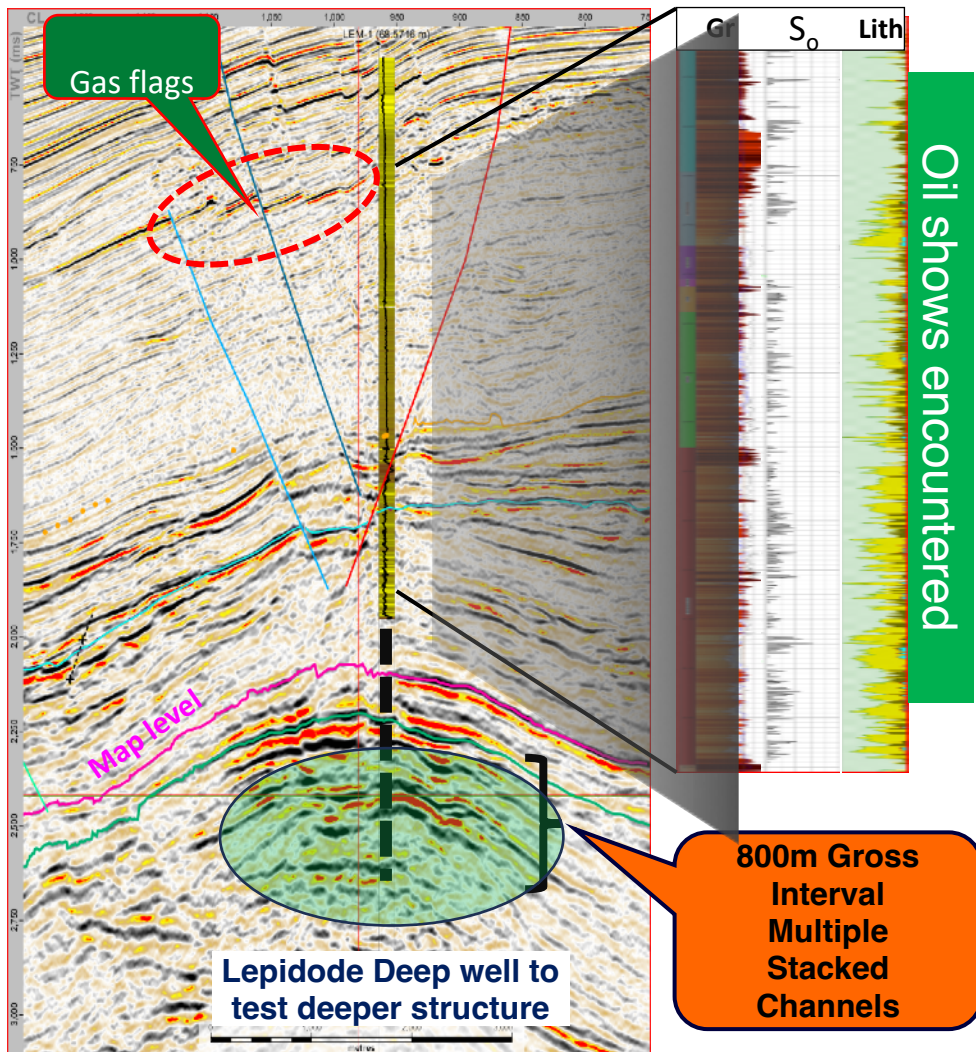 CL
1,000
950
900
850
800
LEM-1 (68.5716 m)
TWT (ms)
Gas flags
750
1,000
1,250
1,500
1,750
2,000
2,250
2,500
2,750
3,000
Map level
Lepidode Deep well to
test deeper structure
Gr
So
Lith
Oil shows encountered
800m Gross
Interval
Multiple
Stacked
Channels